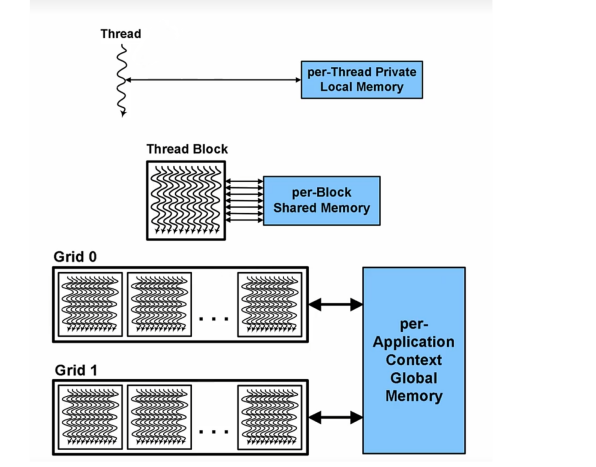 Thread
per-Thread Private
Local Memory
Thread Block
per-Block
Shared Memory
Grid 0
. . .
per-
Application
Context
Global
Memory
Grid 1
. . .